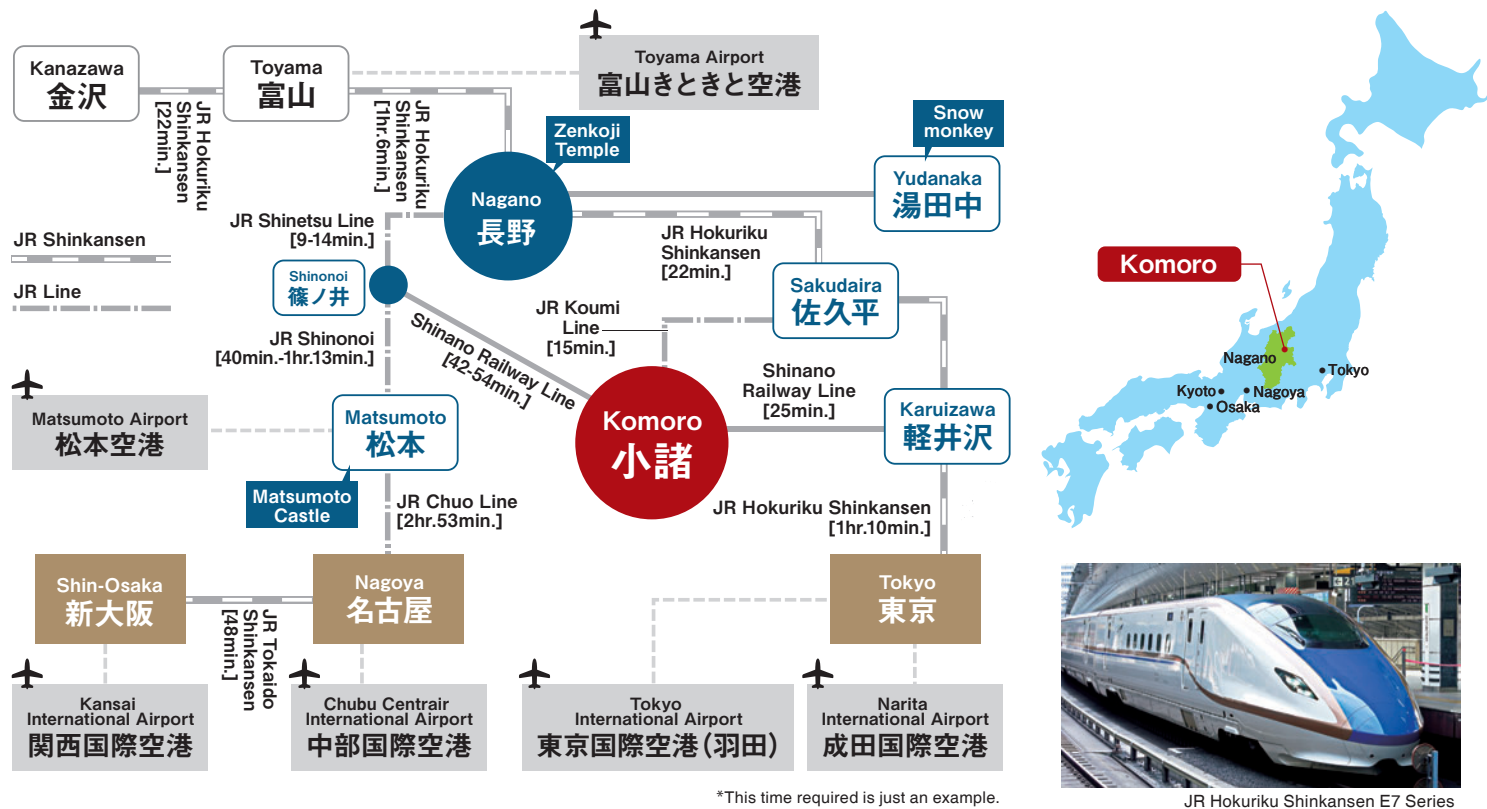 Kanazawa
金沢
JR Hokuriku
Shinkansen
[22min.]
Toyama
富山
JR Hokuriku
Shinkansen
[1hr.6min.]
Toyama Airport
富山きときと空港
Zenkoji
Temple
Nagano
長野
Snow
monkey
Yudanaka
湯田中
JR Shinkansen
JR Line
JR Shinetsu Line
[9-14min.]
Shinonoi
篠ノ井
JR Hokuriku
Shinkansen
[22min.]
Sakudaira
佐久平
JR Koumi
Line
[15min.]
JR Shinonoi
[40min.-1hr.13min.]
Shinano Railway Line
[42-54min.]
Matsumoto Airport
松本空港
Matsumoto
松本
Matsumoto
Castle
Komoro
小諸
Shinano
Railway Line
[25min.]
Karuizawa
軽井沢
JR Chuo Line
[2hr.53min.]
JR Hokuriku Shinkansen
[1hr.10min.]
Shin-Osaka
新大阪
JR Tokaido
Shinkansen
[48min.]
Nagoya
名古屋
Tokyo
東京
Kansai
International Airport
関西国際空港
Chubu Centrair
International Airport
中部国際空港
Tokyo
International Airport
東京国際空港(羽田)
Narita
International Airport
成田国際空港
*This time required is just an example.
Komoro
Nagano
Tokyo
Kyoto
Nagoya
Osaka
21
JR Hokuriku Shinkansen E7 Series